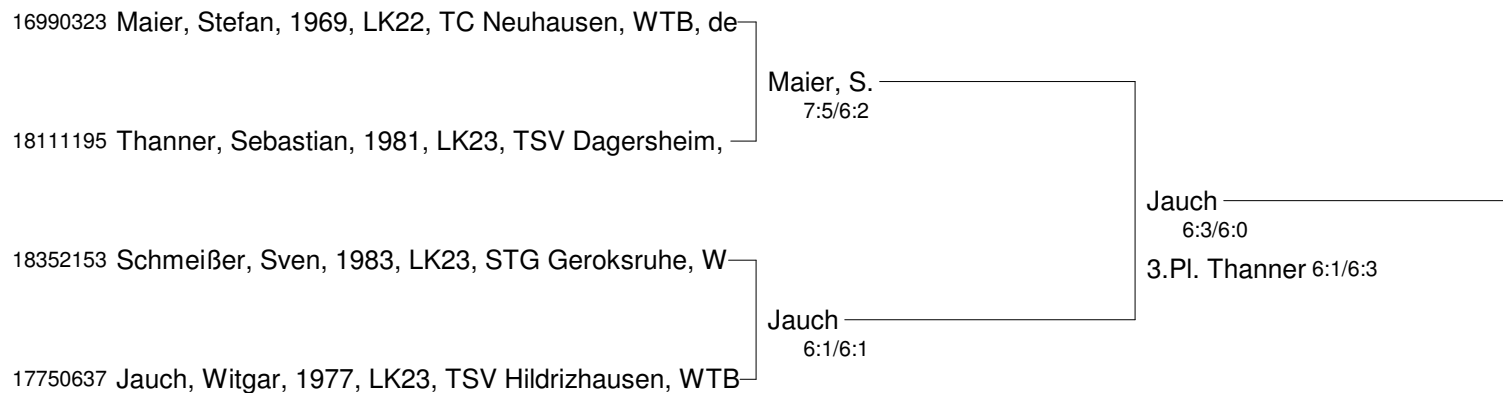 16990323 Maier, Stefan, 1969, LK22, TC Neuhausen, WTB, de
Maier, S.
7:5/6:2
18111195 Thanner, Sebastian, 1981, LK23, TSV Dagersheim,
Jauch
6:3/6:0
18352153 Schmeißer, Sven, 1983, LK23, STG Geroksruhe, W
3.Pl. Thanner 6:1/6:3
Jauch
6:1/6:1
17750637 Jauch, Witgar, 1977, LK23, TSV Hildrizhausen, WTB